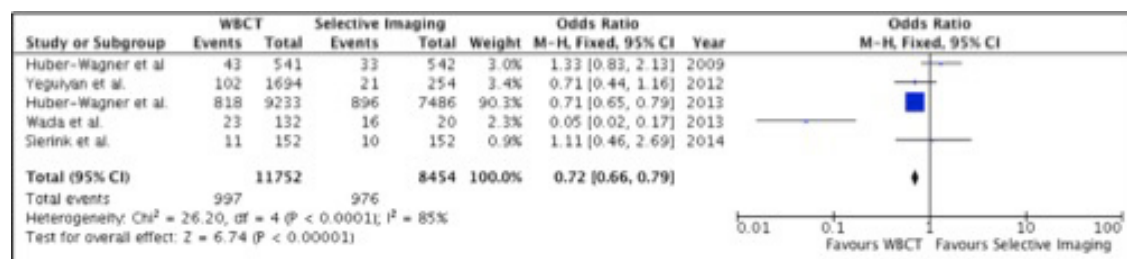 WBCT Selective Imaging Odds Ratio Odds Ratio
Study or Subgroup Events Total Events Total Weight M-H, Fixed, 95% CI Year M-H, Fixed, 95% CI
Huber-Wagner et al 43 541 33 542 3.0% 1.33 [0.83, 2.13] 2009
Yeguiyan et al. 102 1694 21 254 3.4% 0.71 [0.44, 1.16] 2012
Huber-Wagner et al. 818 9233 896 7486 90.3% 0.71 [0.65, 0.79] 2013
Wada et al. 23 132 16 20 2.3% 0.05 [0.02, 0.17] 2013
Sierink et al. 11 152 10 152 0.9% 1.11 [0.46, 2.69] 2014
Total (95% CI) 11752 8454 100.0% 0.72 [0.66, 0.79]
Total events 997 976
Heterogeneity: Chi² = 26.20, df = 4 (P < 0.0001); I² = 85%
Test for overall effect: Z = 6.74 (P < 0.00001)
0.01 0.1 1 10 100
Favours WBCT Favours Selective Imaging